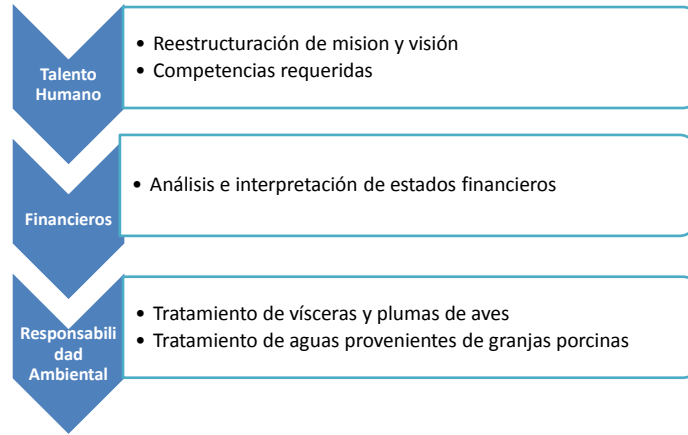 Talento
Humano
• Reestructuración de mision y visión
• Competencias requeridas
Financieros
• Análisis e interpretación de estados financieros
Responsabili
dad
Ambiental
• Tratamiento de vísceras y plumas de aves
• Tratamiento de aguas provenientes de granjas porcinas